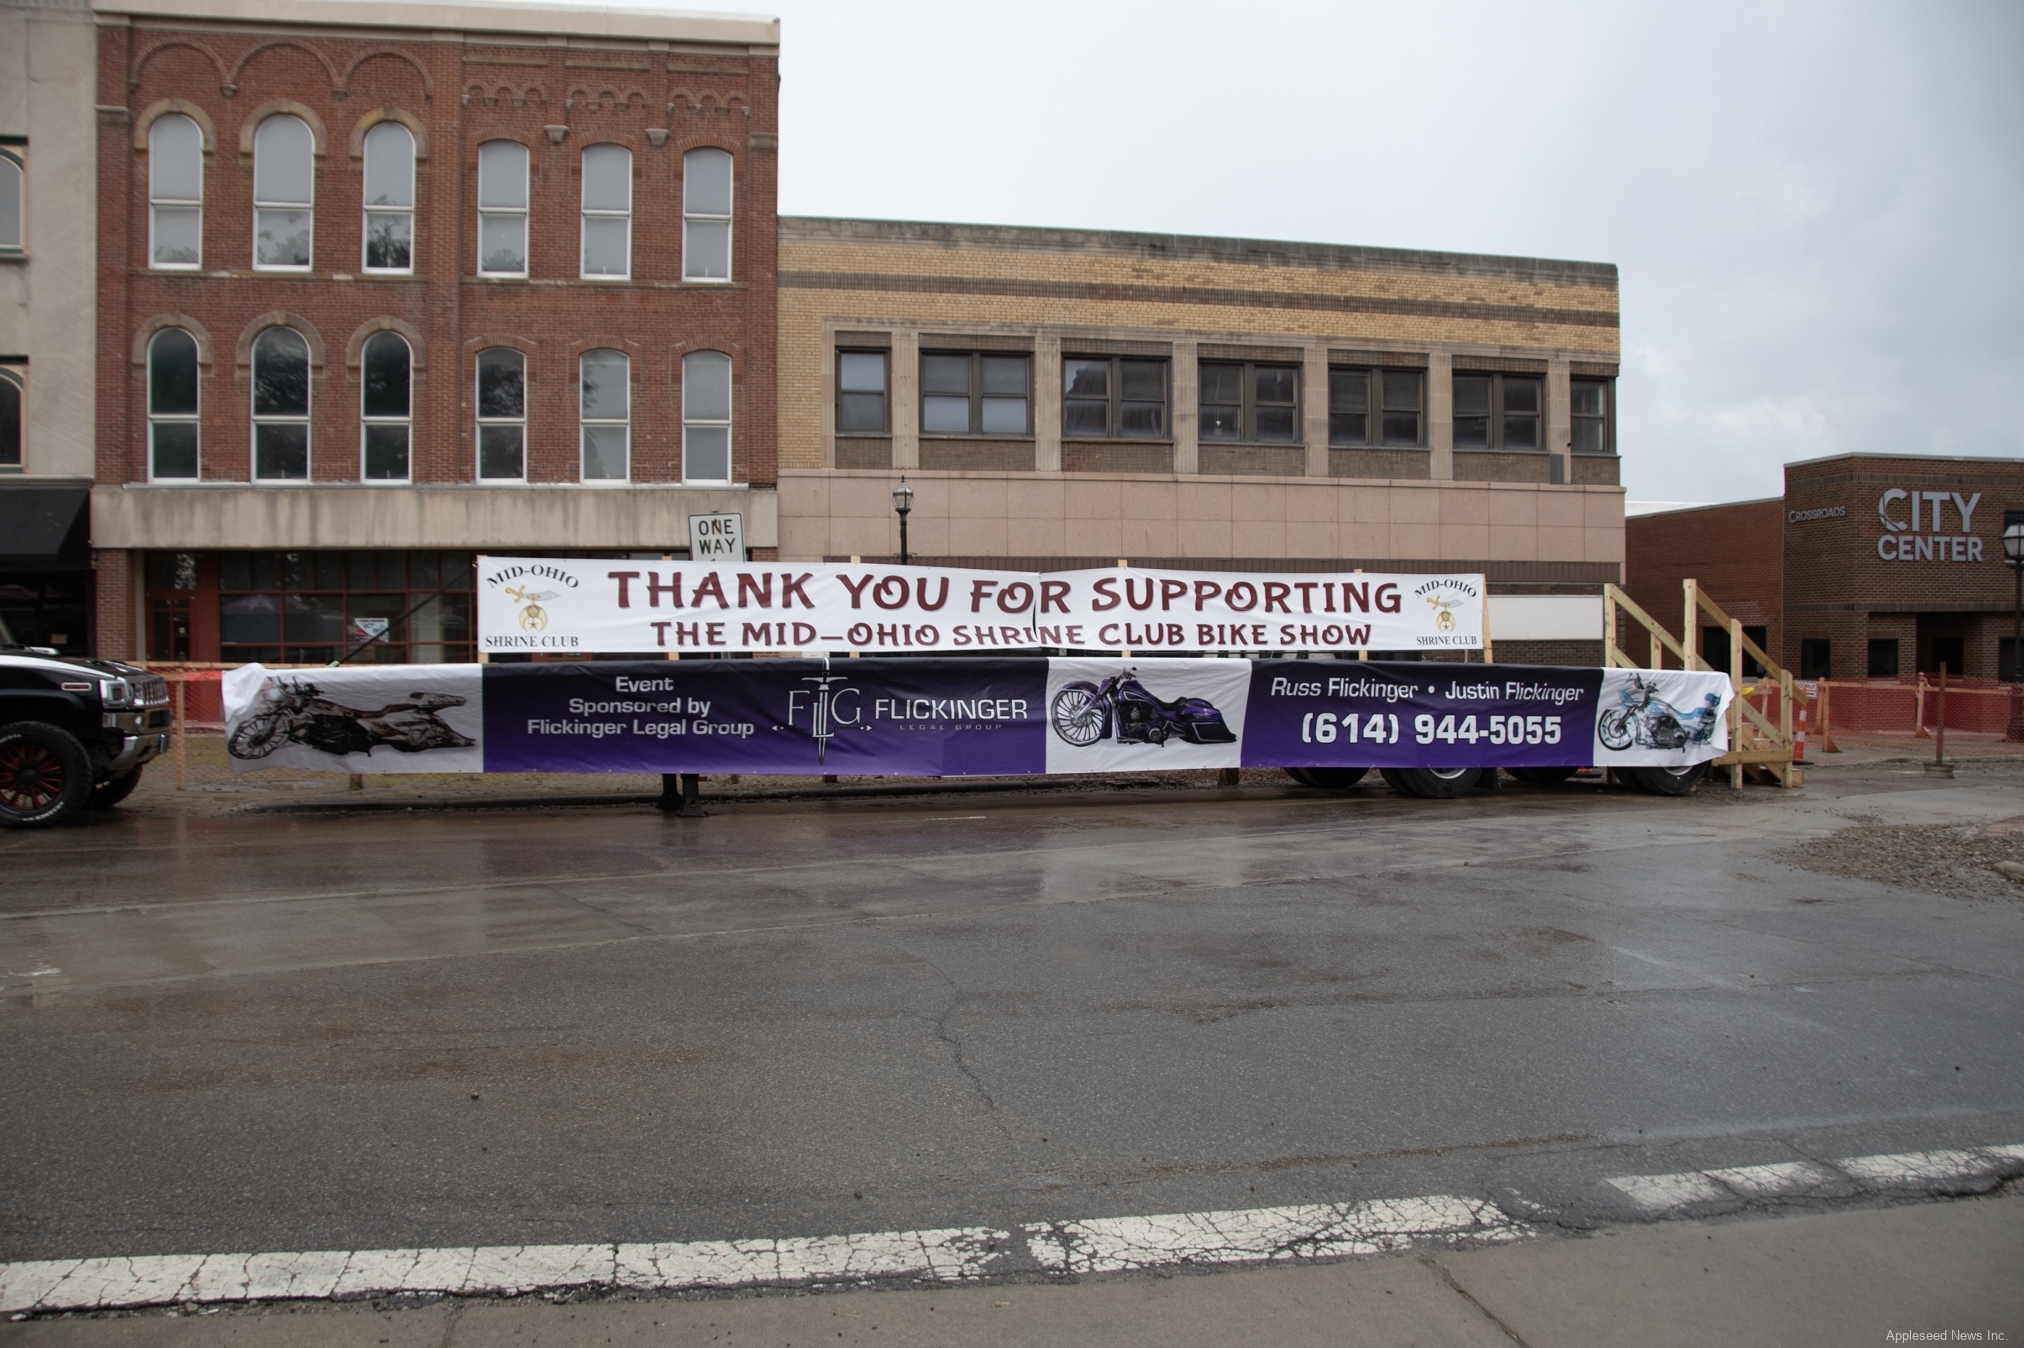 CROSSROADS
CITY
CENTER
ONE
WAY
MID-OHIO
SHRINE CLUB
THANK YOU FOR SUPPORTING
THE MID-OHIO SHRINE CLUB BIKE SHOW
MID-OHIO
SHRINE CLUB
Event
Sponsored by
Flickinger Legal Group
FLG FLICKINGER
LEGAL GROUP
Russ Flickinger • Justin Flickinger
(614) 944-5055
Appleseed News Inc.